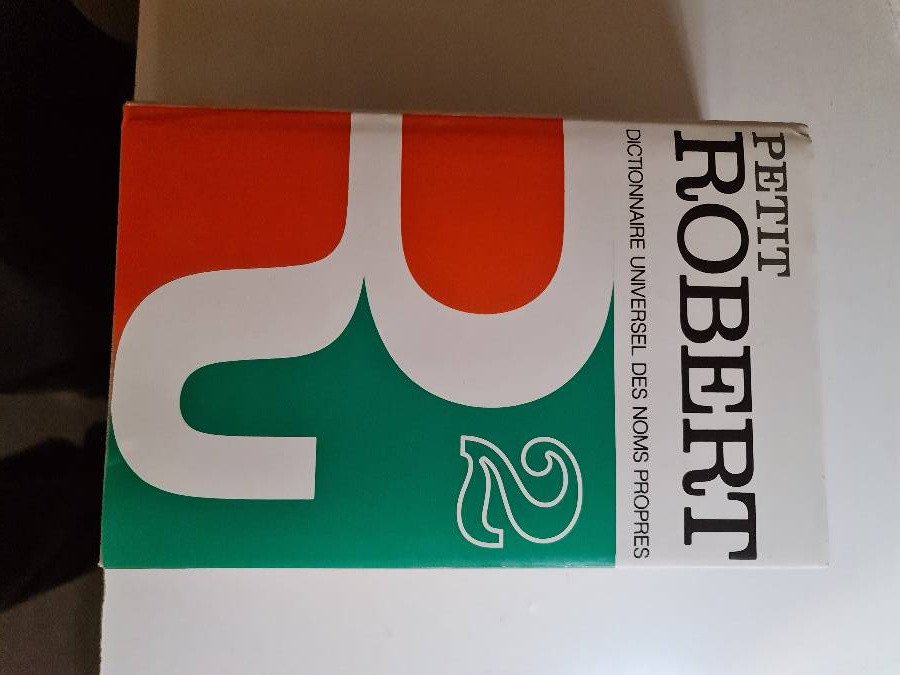 PETIT
ROBERT
DICTIONNAIRE UNIVERSEL DES NOMS PROPRES
R
2